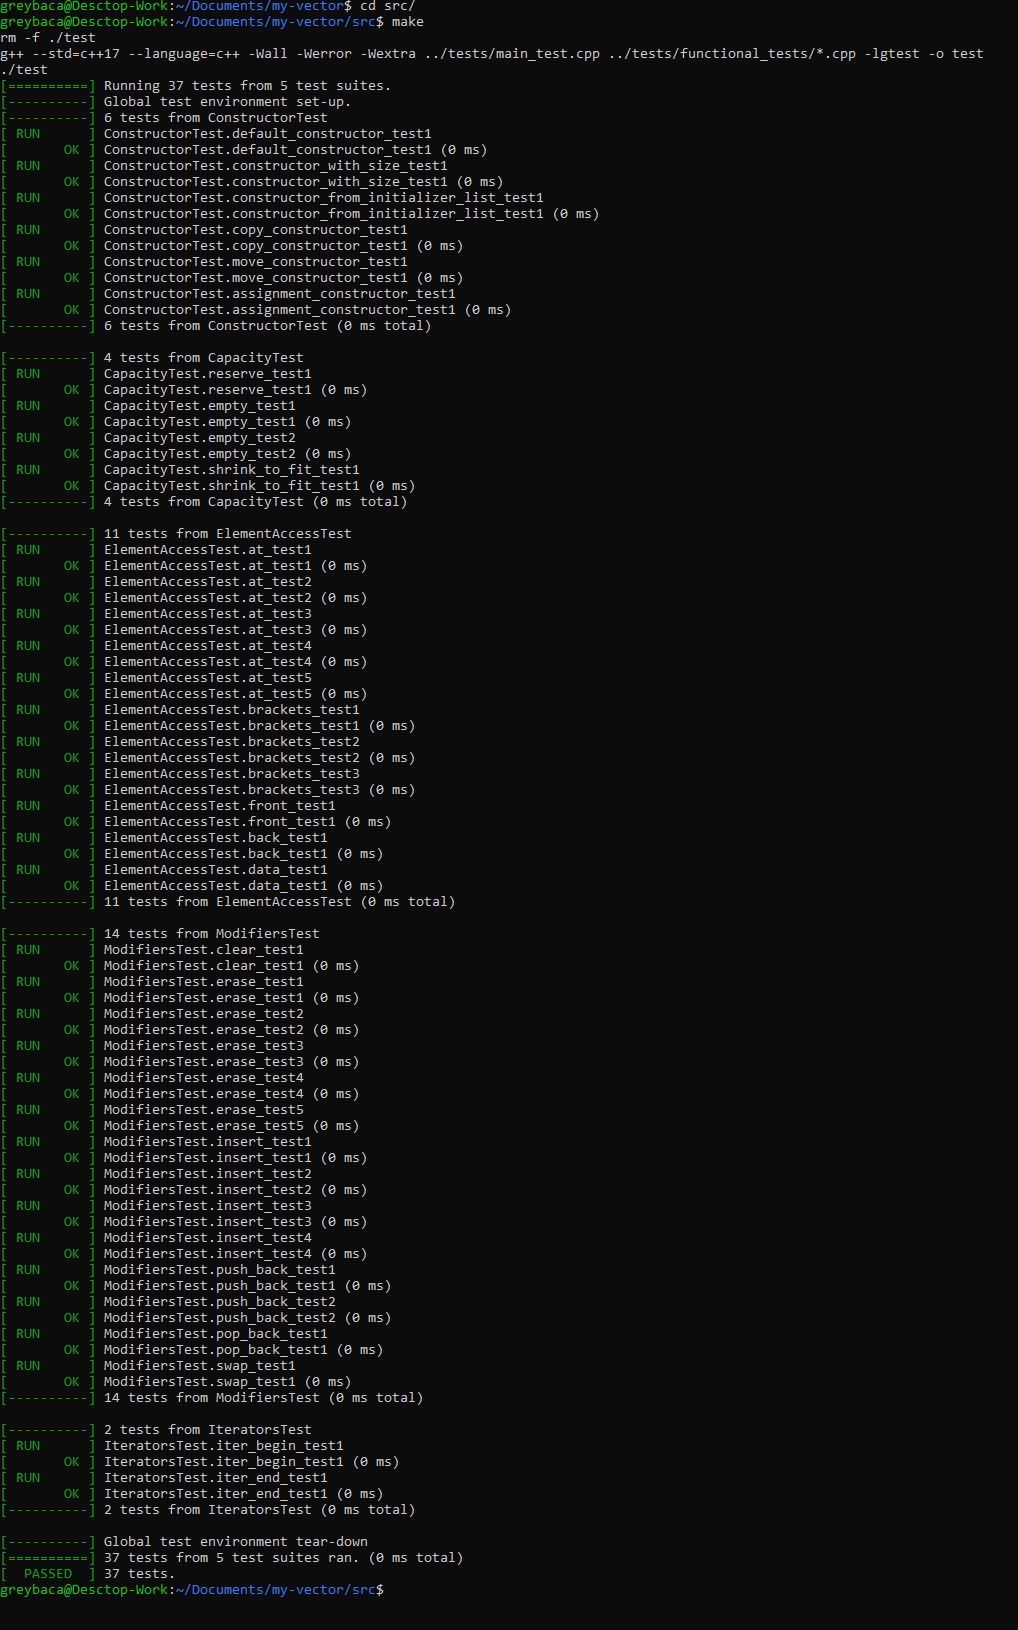 greybaca@Desctop-Work:~/Documents/my-vector$ cd src/
greybaca@Desctop-Work:~/Documents/my-vector/src$ make
rm -f ./test
g++ --std=c++17 --language=c++ -Wall -Werror -Wextra ../tests/main_test.cpp ../tests/functional_tests/*.cpp -lgtest -o test
./test
[==========] Running 37 tests from 5 test suites.
[----------] Global test environment set-up.
[----------] 6 tests from ConstructorTest
[ RUN      ] ConstructorTest.default_constructor_test1
[       OK ] ConstructorTest.default_constructor_test1 (0 ms)
[ RUN      ] ConstructorTest.constructor_with_size_test1
[       OK ] ConstructorTest.constructor_with_size_test1 (0 ms)
[ RUN      ] ConstructorTest.constructor_from_initializer_list_test1
[       OK ] ConstructorTest.constructor_from_initializer_list_test1 (0 ms)
[ RUN      ] ConstructorTest.copy_constructor_test1
[       OK ] ConstructorTest.copy_constructor_test1 (0 ms)
[ RUN      ] ConstructorTest.move_constructor_test1
[       OK ] ConstructorTest.move_constructor_test1 (0 ms)
[ RUN      ] ConstructorTest.assignment_constructor_test1
[       OK ] ConstructorTest.assignment_constructor_test1 (0 ms)
[----------] 6 tests from ConstructorTest (0 ms total)

[----------] 4 tests from CapacityTest
[ RUN      ] CapacityTest.reserve_test1
[       OK ] CapacityTest.reserve_test1 (0 ms)
[ RUN      ] CapacityTest.empty_test1
[       OK ] CapacityTest.empty_test1 (0 ms)
[ RUN      ] CapacityTest.empty_test2
[       OK ] CapacityTest.empty_test2 (0 ms)
[ RUN      ] CapacityTest.shrink_to_fit_test1
[       OK ] CapacityTest.shrink_to_fit_test1 (0 ms)
[----------] 4 tests from CapacityTest (0 ms total)

[----------] 11 tests from ElementAccessTest
[ RUN      ] ElementAccessTest.at_test1
[       OK ] ElementAccessTest.at_test1 (0 ms)
[ RUN      ] ElementAccessTest.at_test2
[       OK ] ElementAccessTest.at_test2 (0 ms)
[ RUN      ] ElementAccessTest.at_test3
[       OK ] ElementAccessTest.at_test3 (0 ms)
[ RUN      ] ElementAccessTest.at_test4
[       OK ] ElementAccessTest.at_test4 (0 ms)
[ RUN      ] ElementAccessTest.at_test5
[       OK ] ElementAccessTest.at_test5 (0 ms)
[ RUN      ] ElementAccessTest.brackets_test1
[       OK ] ElementAccessTest.brackets_test1 (0 ms)
[ RUN      ] ElementAccessTest.brackets_test2
[       OK ] ElementAccessTest.brackets_test2 (0 ms)
[ RUN      ] ElementAccessTest.brackets_test3
[       OK ] ElementAccessTest.brackets_test3 (0 ms)
[ RUN      ] ElementAccessTest.front_test1
[       OK ] ElementAccessTest.front_test1 (0 ms)
[ RUN      ] ElementAccessTest.back_test1
[       OK ] ElementAccessTest.back_test1 (0 ms)
[ RUN      ] ElementAccessTest.data_test1
[       OK ] ElementAccessTest.data_test1 (0 ms)
[----------] 11 tests from ElementAccessTest (0 ms total)

[----------] 14 tests from ModifiersTest
[ RUN      ] ModifiersTest.clear_test1
[       OK ] ModifiersTest.clear_test1 (0 ms)
[ RUN      ] ModifiersTest.erase_test1
[       OK ] ModifiersTest.erase_test1 (0 ms)
[ RUN      ] ModifiersTest.erase_test2
[       OK ] ModifiersTest.erase_test2 (0 ms)
[ RUN      ] ModifiersTest.erase_test3
[       OK ] ModifiersTest.erase_test3 (0 ms)
[ RUN      ] ModifiersTest.erase_test4
[       OK ] ModifiersTest.erase_test4 (0 ms)
[ RUN      ] ModifiersTest.erase_test5
[       OK ] ModifiersTest.erase_test5 (0 ms)
[ RUN      ] ModifiersTest.insert_test1
[       OK ] ModifiersTest.insert_test1 (0 ms)
[ RUN      ] ModifiersTest.insert_test2
[       OK ] ModifiersTest.insert_test2 (0 ms)
[ RUN      ] ModifiersTest.insert_test3
[       OK ] ModifiersTest.insert_test3 (0 ms)
[ RUN      ] ModifiersTest.insert_test4
[       OK ] ModifiersTest.insert_test4 (0 ms)
[ RUN      ] ModifiersTest.push_back_test1
[       OK ] ModifiersTest.push_back_test1 (0 ms)
[ RUN      ] ModifiersTest.push_back_test2
[       OK ] ModifiersTest.push_back_test2 (0 ms)
[ RUN      ] ModifiersTest.pop_back_test1
[       OK ] ModifiersTest.pop_back_test1 (0 ms)
[ RUN      ] ModifiersTest.swap_test1
[       OK ] ModifiersTest.swap_test1 (0 ms)
[----------] 14 tests from ModifiersTest (0 ms total)

[----------] 2 tests from IteratorsTest
[ RUN      ] IteratorsTest.iter_begin_test1
[       OK ] IteratorsTest.iter_begin_test1 (0 ms)
[ RUN      ] IteratorsTest.iter_end_test1
[       OK ] IteratorsTest.iter_end_test1 (0 ms)
[----------] 2 tests from IteratorsTest (0 ms total)

[----------] Global test environment tear-down
[==========] 37 tests from 5 test suites ran. (0 ms total)
[  PASSED  ] 37 tests.
greybaca@Desctop-Work:~/Documents/my-vector/src$